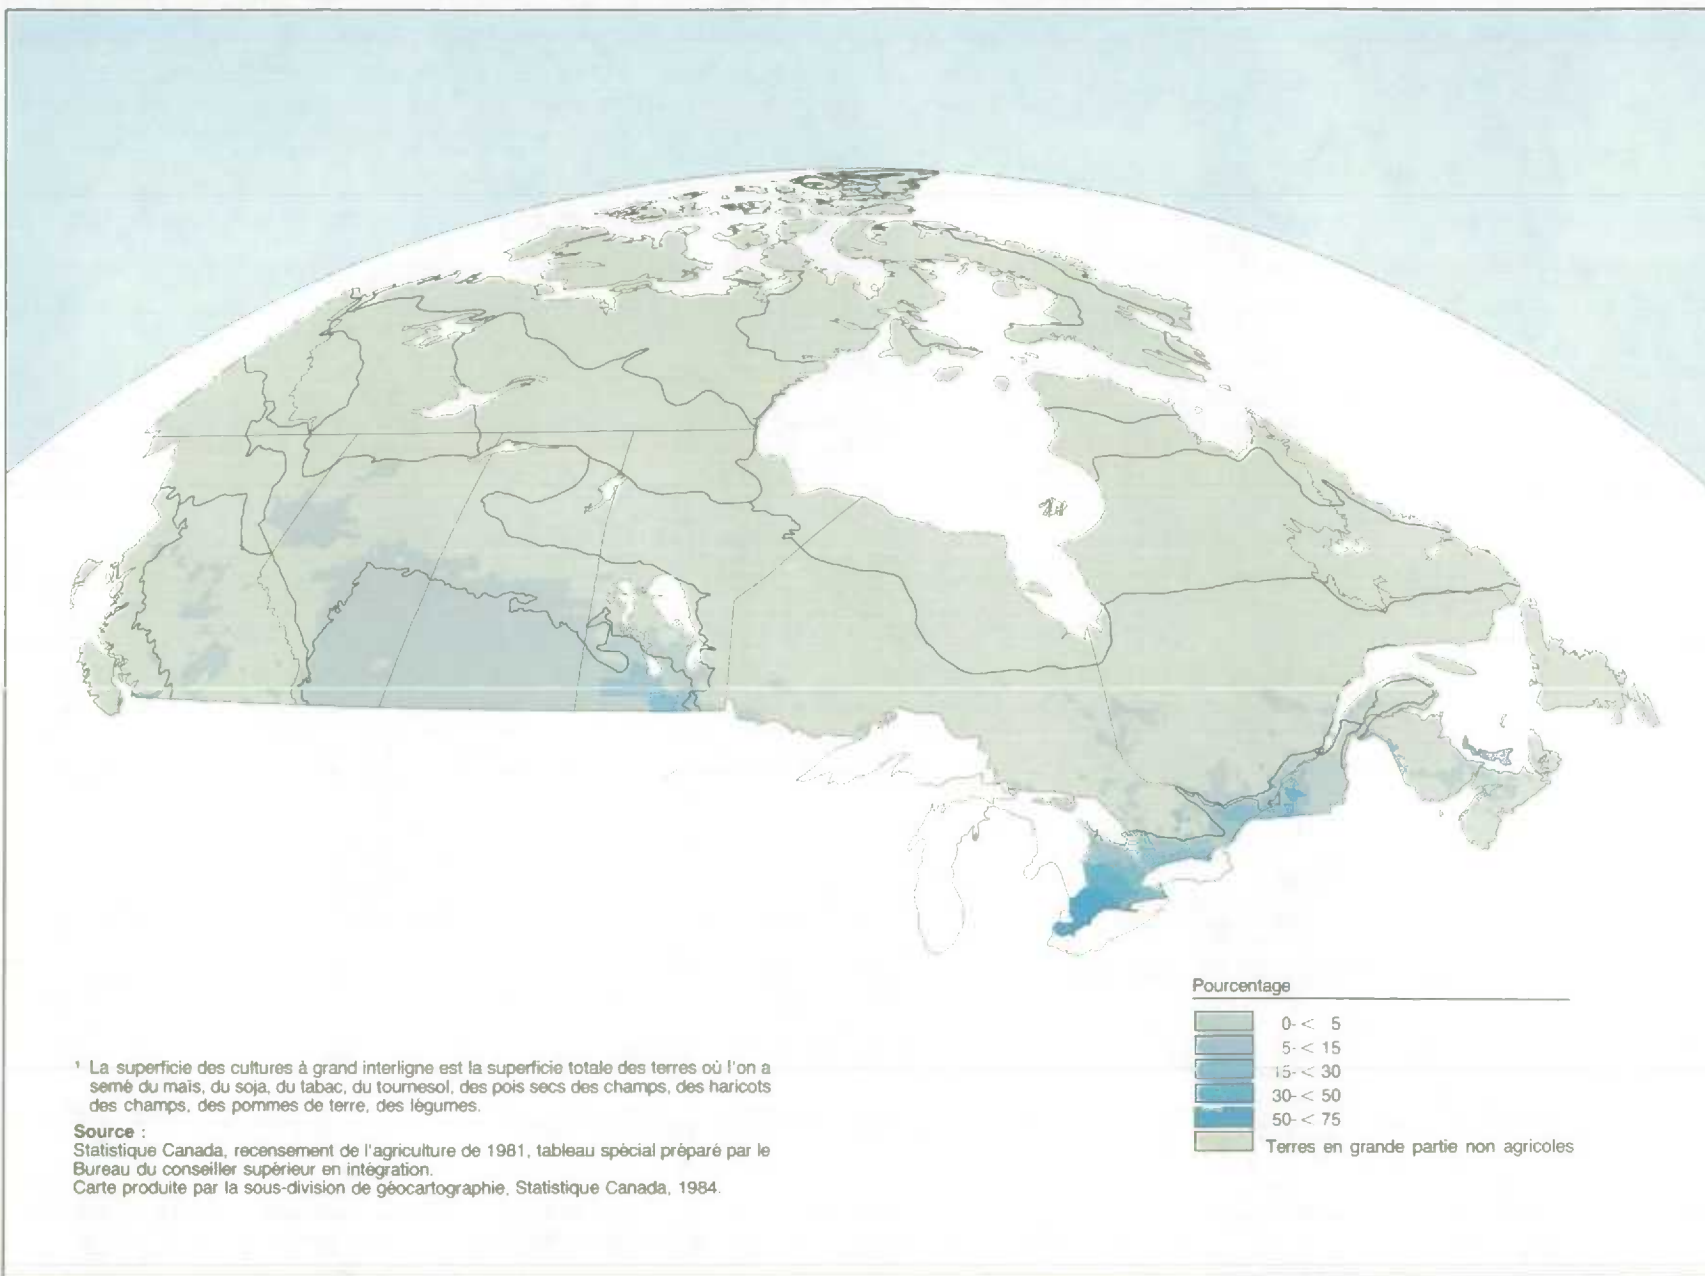 Pourcentage
0-< 5
5-< 15
15-< 30
30-< 50
50-< 75
Terres en grande partie non agricoles
¹ La superficie des cultures à grand interligne est la superficie totale des terres où l'on a
semé du maïs, du soja, du tabac, du tournesol, des pois secs des champs, des haricots
des champs, des pommes de terre, des légumes.
Source :
Statistique Canada, recensement de l'agriculture de 1981, tableau spécial préparé par le
Bureau du conseiller supérieur en intégration.
Carte produite par la sous-division de géocartographie, Statistique Canada, 1984.